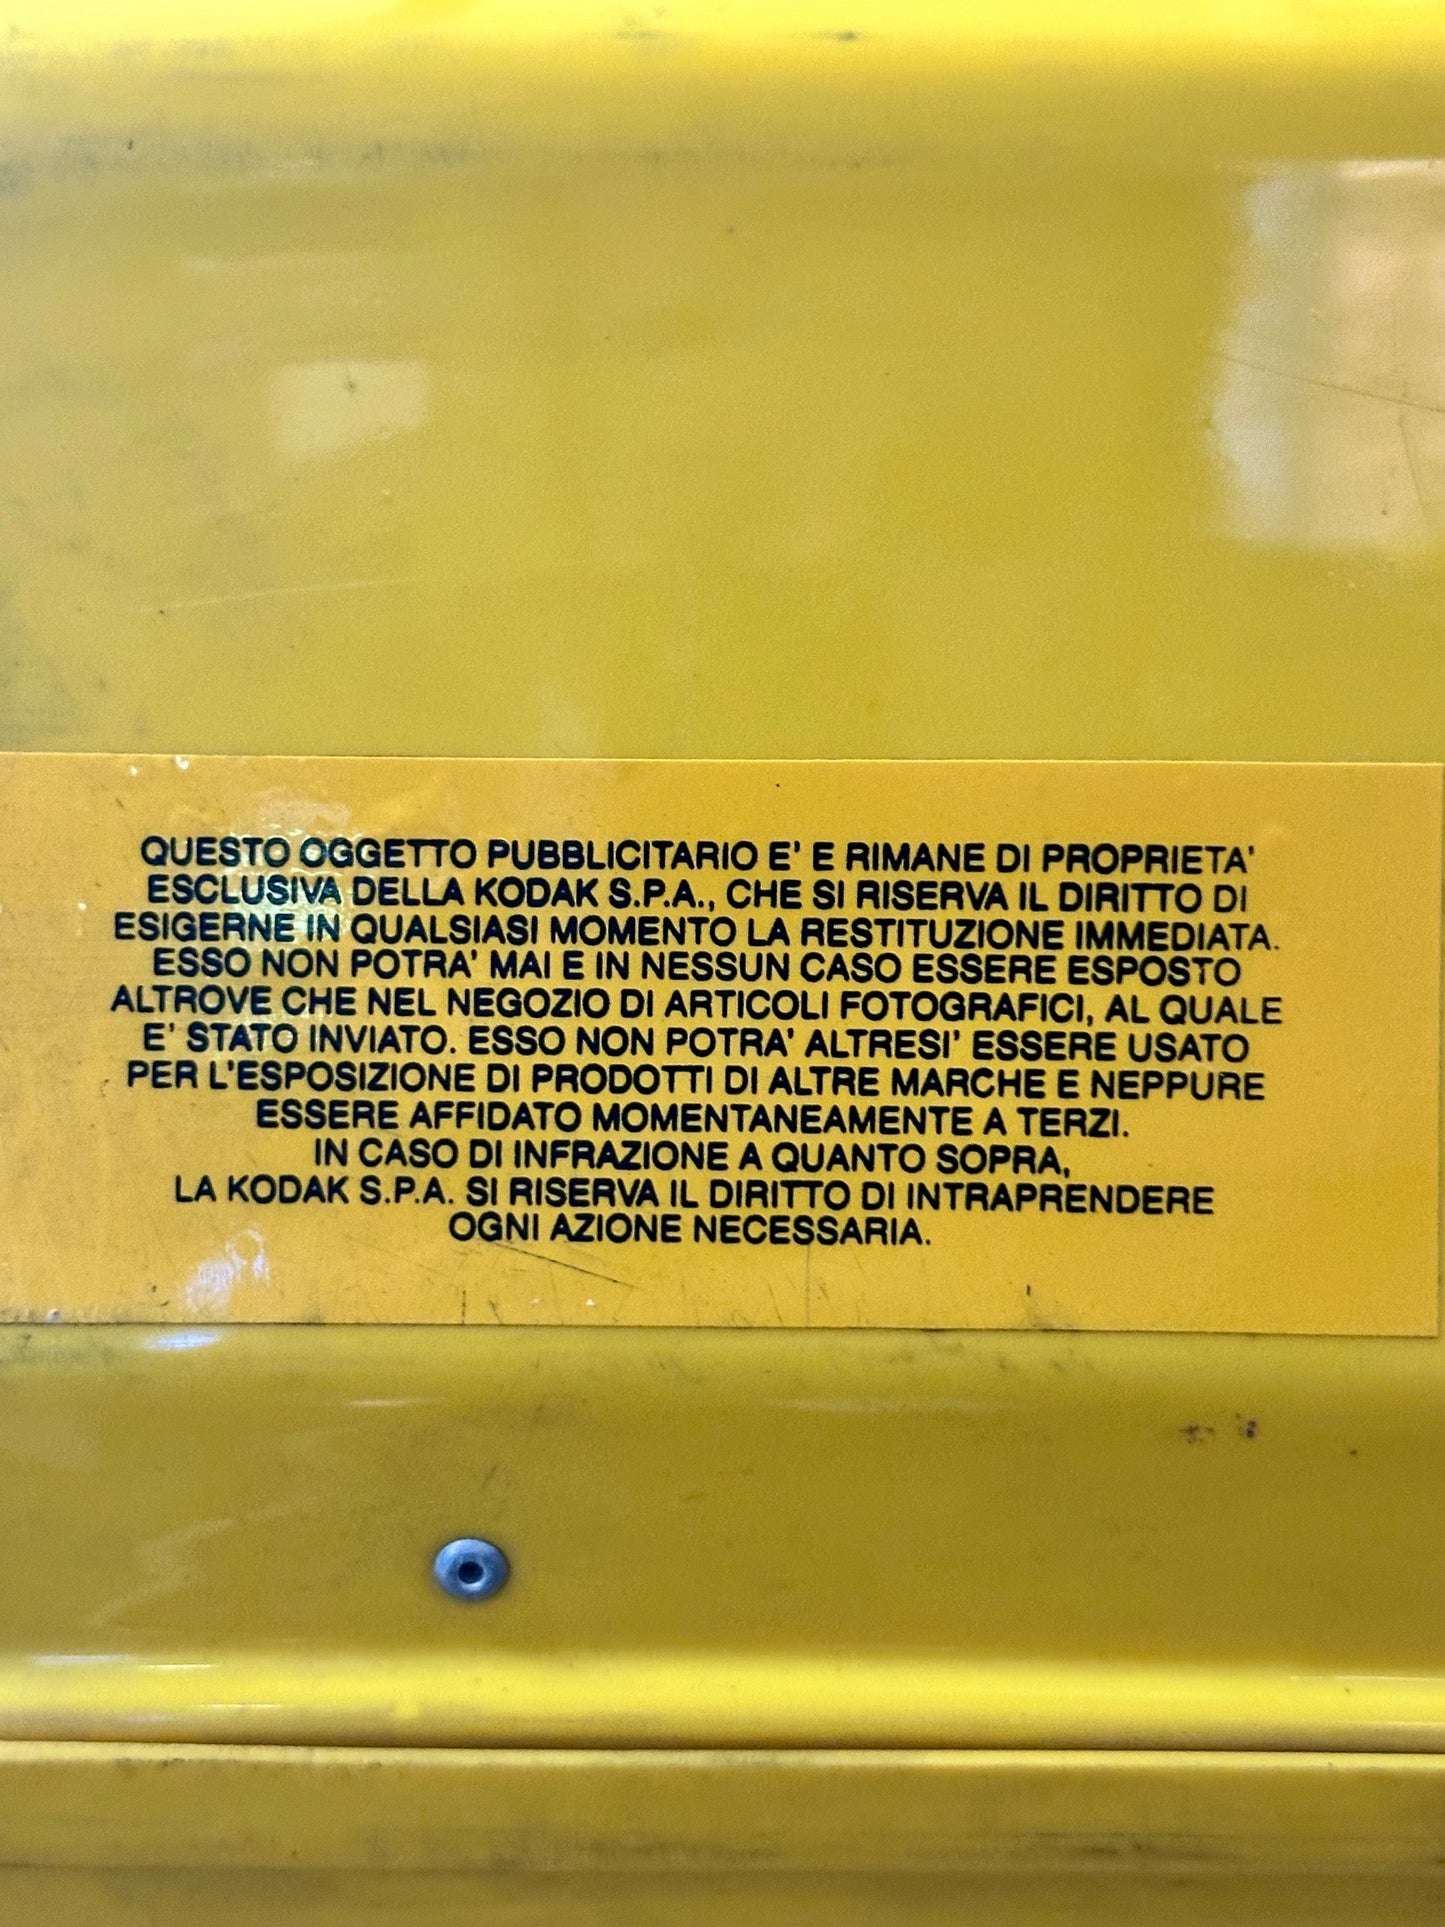 QUESTO OGGETTO PUBBLICITARIO E' E RIMANE DI PROPRIETA'
ESCLUSIVA DELLA KODAK S.P.A., CHE SI RISERVA IL DIRITTO DI
ESIGERNE IN QUALSIASI MOMENTO LA RESTITUZIONE IMMEDIATA.
ESSO NON POTRA' MAI E IN NESSUN CASO ESSERE ESPOSTO
ALTROVE CHE NEL NEGOZIO DI ARTICOLI FOTOGRAFICI, AL QUALE
E' STATO INVIATO. ESSO NON POTRA' ALTRESI' ESSERE USATO
PER L'ESPOSIZIONE DI PRODOTTI DI ALTRE MARCHE E NEPPURE
ESSERE AFFIDATO MOMENTANEAMENTE A TERZI.
IN CASO DI INFRAZIONE A QUANTO SOPRA,
LA KODAK S.P.A. SI RISERVA IL DIRITTO DI INTRAPRENDERE
OGNI AZIONE NECESSARIA.